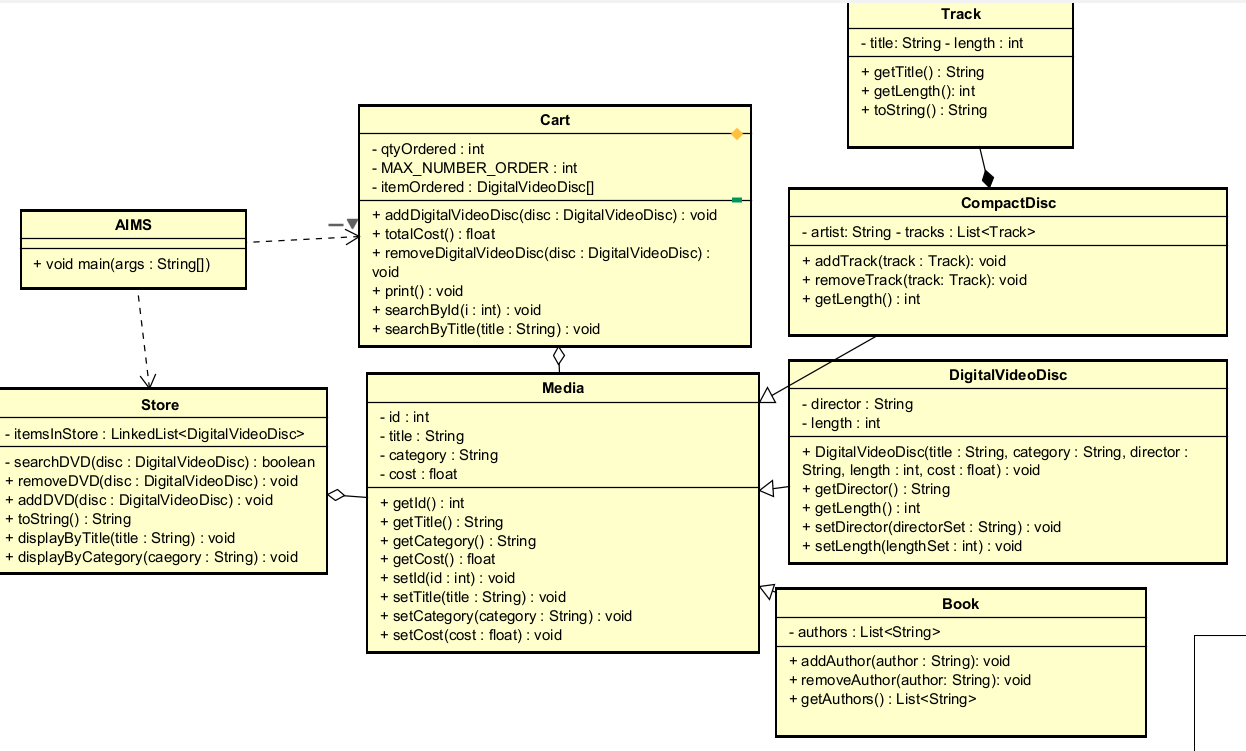 Track
- title: String - length : int
+ getTitle() : String
+ getLength(): int
+ toString() : String
Cart
- qtyOrdered : int
- MAX_NUMBER_ORDER : int
- itemOrdered : DigitalVideoDisc[]
+ addDigitalVideoDisc(disc : DigitalVideoDisc) : void
+ totalCost() : float
+ removeDigitalVideoDisc(disc : DigitalVideoDisc) :
void
+ print() : void
+ searchById(i : int) : void
+ searchByTitle(title : String) : void
AIMS
+ void main(args : String[])
CompactDisc
- artist: String - tracks : List<Track>
+ addTrack(track : Track): void
+ removeTrack(track: Track): void
+ getLength() : int
Store
- itemsInStore : LinkedList<DigitalVideoDisc>
- searchDVD(disc : DigitalVideoDisc) : boolean
+ removeDVD(disc : DigitalVideoDisc) : void
+ addDVD(disc : DigitalVideoDisc) : void
+ toString() : String
+ displayByTitle(title : String) : void
+ displayByCategory(caegory : String) : void
Media
- id : int
- title : String
- category : String
- cost : float
+ getId() : int
+ getTitle() : String
+ getCategory() : String
+ getCost() : float
+ setId(id : int) : void
+ setTitle(title : String) : void
+ setCategory(category : String) : void
+ setCost(cost : float) : void
DigitalVideoDisc
- director : String
- length : int
+ DigitalVideoDisc(title : String, category : String, director :
String, length : int, cost : float) : void
+ getDirector() : String
+ getLength() : int
+ setDirector(directorSet : String) : void
+ setLength(lengthSet : int) : void
Book
- authors : List<String>
+ addAuthor(author : String): void
+ removeAuthor(author: String): void
+ getAuthors() : List<String>